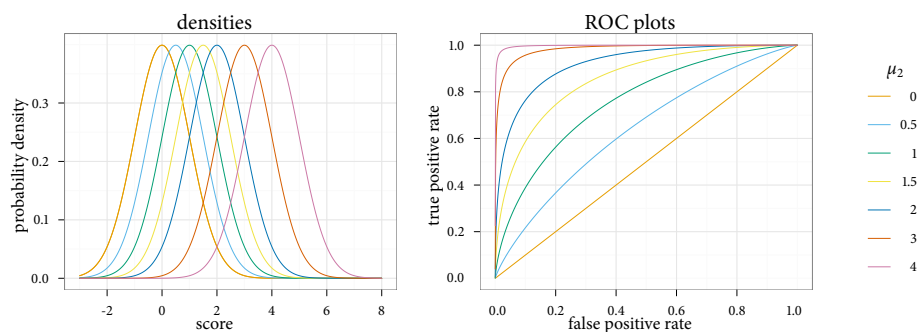 densities
probability density
0.3
0.2
0.1
0.0
-2 0 2 4 6 8
score
ROC plots
true positive rate
1.0
0.8
0.6
0.4
0.2
0.0
0.0 0.2 0.4 0.6 0.8 1.0
false positive rate
μ2
0
0.5
1
1.5
2
3
4